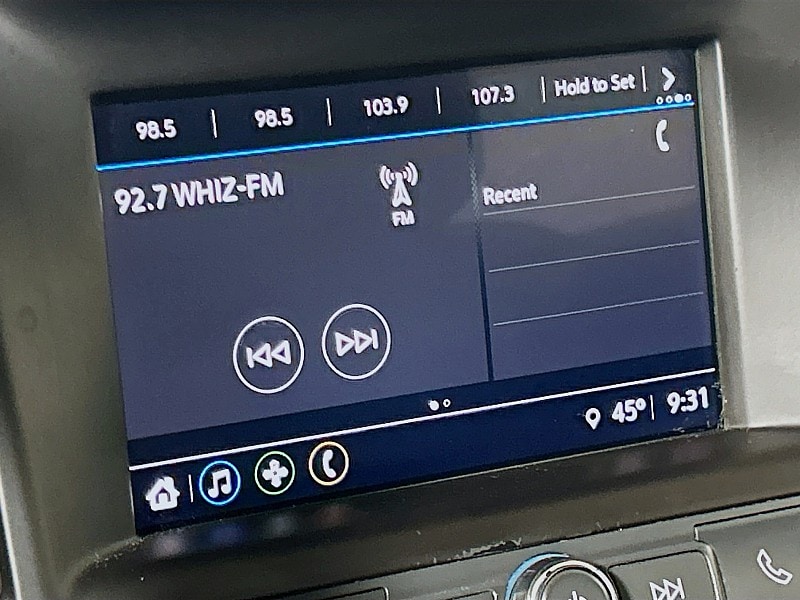 98.5 | 98.5 | 103.9 | 107.3 | Hold to Set |
92.7 WHIZ-FM
FM
Recent
45° | 9:31